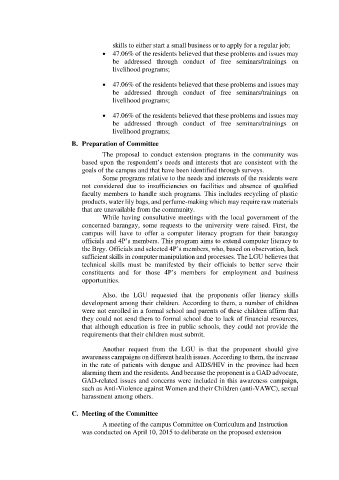 skills to either start a small business or to apply for a regular job;
• 47.06% of the residents believed that these problems and issues may
be addressed through conduct of free seminars/trainings on
livelihood programs;
• 47.06% of the residents believed that these problems and issues may
be addressed through conduct of free seminars/trainings on
livelihood programs;
• 47.06% of the residents believed that these problems and issues may
be addressed through conduct of free seminars/trainings on
livelihood programs;
B. Preparation of Committee
The proposal to conduct extension programs in the community was
based upon the respondent's needs and interests that are consistent with the
goals of the campus and that have been identified through surveys.
Some programs relative to the needs and interests of the residents were
not considered due to insufficiencies on facilities and absence of qualified
faculty members to handle such programs. This includes recycling of plastic
products, water lily bags, and perfume-making which may require raw materials
that are unavailable from the community.
While having consultative meetings with the local government of the
concerned barangay, some requests to the university were raised. First, the
campus will have to offer a computer literacy program for their barangay
officials and 4P's members. This program aims to extend computer literacy to
the Brgy. Officials and selected 4P's members, who, based on observation, lack
sufficient skills in computer manipulation and processes. The LGU believes that
technical skills must be manifested by their officials to better serve their
constituents and for those 4P's members for employment and business
opportunities.
Also, the LGU requested that the proponents offer literacy skills
development among their children. According to them, a number of children
were not enrolled in a formal school and parents of these children affirm that
they could not send them to formal school due to lack of financial resources,
that although education is free in public schools, they could not provide the
requirements that their children must submit.
Another request from the LGU is that the proponent should give
awareness campaigns on different health issues. According to them, the increase
in the rate of patients with dengue and AIDS/HIV in the province had been
alarming them and the residents. And because the proponent is a GAD advocate,
GAD-related issues and concerns were included in this awareness campaign,
such as Anti-Violence against Women and their Children (anti-VAWC), sexual
harassment among others.
C. Meeting of the Committee
A meeting of the campus Committee on Curriculum and Instruction
was conducted on April 10, 2015 to deliberate on the proposed extension